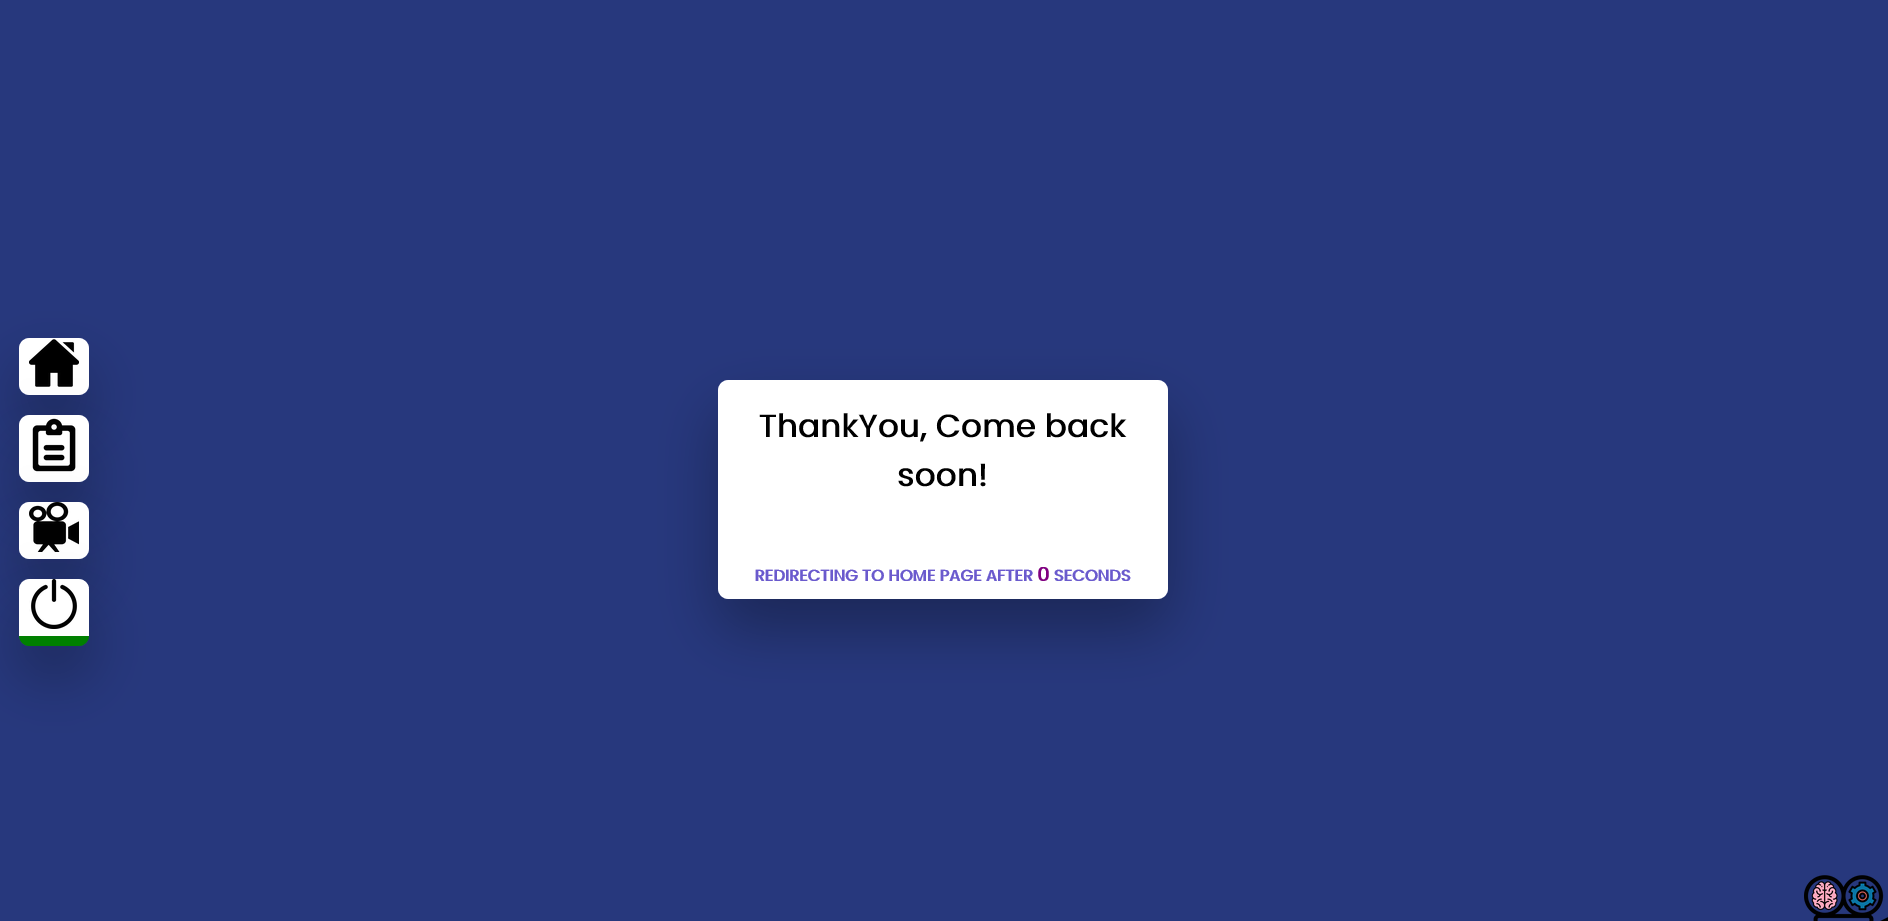 ThankYou, Come back
soon!
REDIRECTING TO HOME PAGE AFTER 0 SECONDS